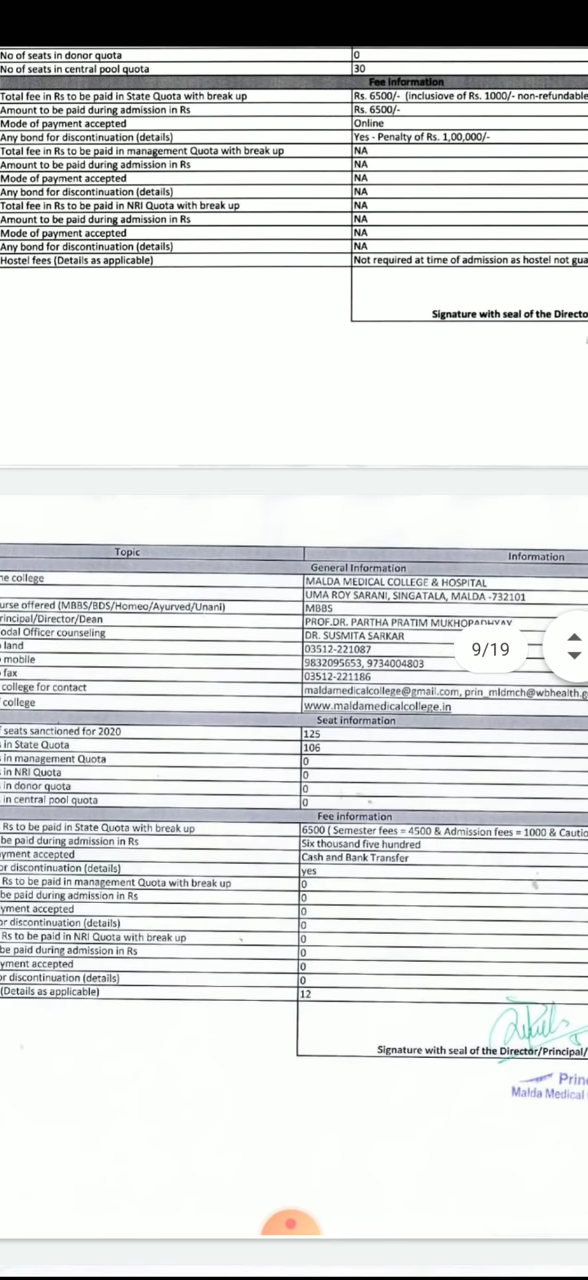 No of seats in donor quota 0
No of seats in central pool quota 30
Fee Information
Total fee in Rs to be paid in State Quota with break up Rs. 6500/- (inclusive of Rs. 1000/- non-refundable
Amount to be paid during admission in Rs Rs. 6500/-
Mode of payment accepted Online
Any bond for discontinuation (details) Yes - Penalty of Rs. 1,00,000/-
Total fee in Rs to be paid in management Quota with break up NA
Amount to be paid during admission in Rs NA
Mode of payment accepted NA
Any bond for discontinuation (details) NA
Total fee in Rs to be paid in NRI Quota with break up NA
Amount to be paid during admission in Rs NA
Mode of payment accepted NA
Any bond for discontinuation (details) NA
Hostel fees (Details as applicable) Not required at time of admission as hostel not gua
Signature with seal of the Directo
Topic Information
General Information
he college MALDA MEDICAL COLLEGE & HOSPITAL
UMA ROY SARANI, SINGATALA, MALDA -732101
urse offered (MBBS/BDS/Homeo/Ayurved/Unani) MBBS
rincipal/Director/Dean PROF.DR. PARTHA PRATIM MUKHOPADHYAY
odal Officer counseling DR. SUSMITA SARKAR
land 03512-221087
mobile 9832095653, 9734004803
9/19
fax 03512-221186
college for contact maldamedicalcollege@gmail.com, prin_mldmch@wbhealth.g
college www.maldamedicalcollege.in
Seat information
seats sanctioned for 2020 125
in State Quota 106
in management Quota 0
in NRI Quota 0
in donor quota 0
in central pool quota 0
Fee information
Rs to be paid in State Quota with break up 6500 ( Semester fees = 4500 & Admission fees = 1000 & Cautio
be paid during admission in Rs Six thousand five hundred
yment accepted Cash and Bank Transfer
or discontinuation (details) yes
Rs to be paid in management Quota with break up 0
be paid during admission in Rs 0
yment accepted 0
or discontinuation (details) 0
Rs to be paid in NRI Quota with break up 0
be paid during admission in Rs 0
yment accepted 0
or discontinuation (details) 0
(Details as applicable) 12
Signature with seal of the Director/Principal/
Prin
Malda Medical